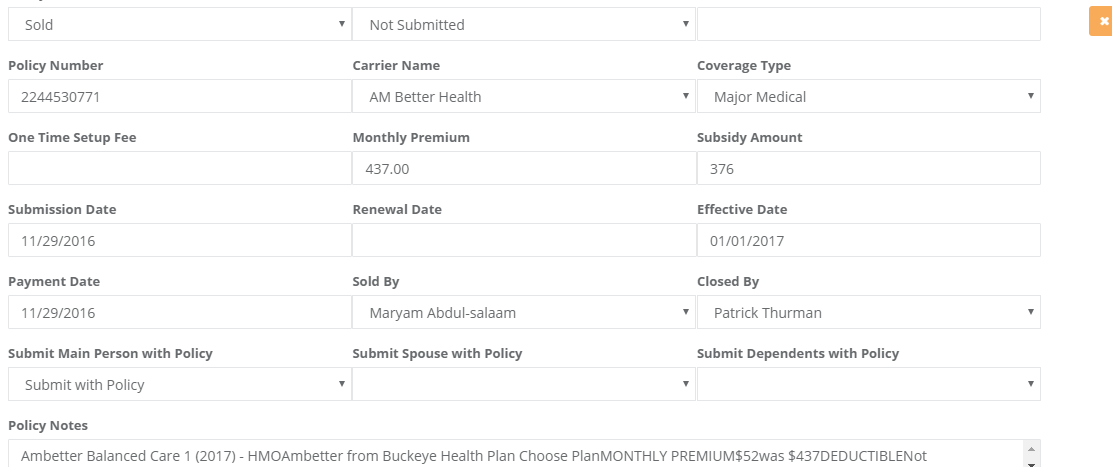 Sold Not Submitted
Policy Number Carrier Name Coverage Type
2244530771 AM Better Health Major Medical
One Time Setup Fee Monthly Premium Subsidy Amount
437.00 376
Submission Date Renewal Date Effective Date
11/29/2016 01/01/2017
Payment Date Sold By Closed By
11/29/2016 Maryam Abdul-salaam Patrick Thurman
Submit Main Person with Policy Submit Spouse with Policy Submit Dependents with Policy
Submit with Policy
Policy Notes
Ambetter Balanced Care 1 (2017) - HMOAmbetter from Buckeye Health Plan Choose PlanMONTHLY PREMIUM$52was $437DEDUCTIBLENot